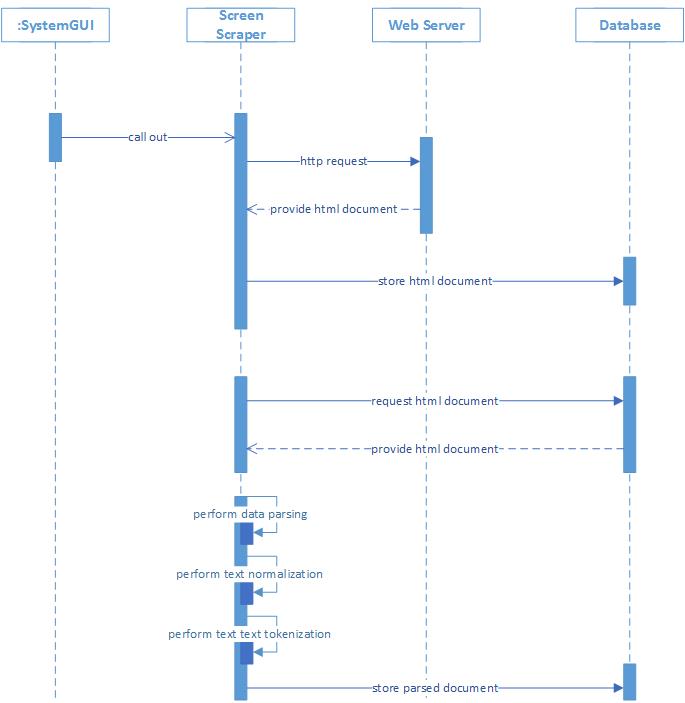 :SystemGUI
Screen
Scraper
Web Server
Database
call out
http request
provide html document
store html document
request html document
provide html document
perform data parsing
perform text normalization
perform text text tokenization
store parsed document